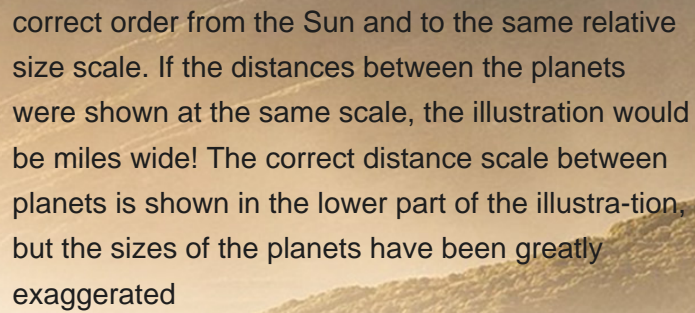 correct order from the Sun and to the same relative
size scale. If the distances between the planets
were shown at the same scale, the illustration would
be miles wide! The correct distance scale between
planets is shown in the lower part of the illustra-tion,
but the sizes of the planets have been greatly
exaggerated